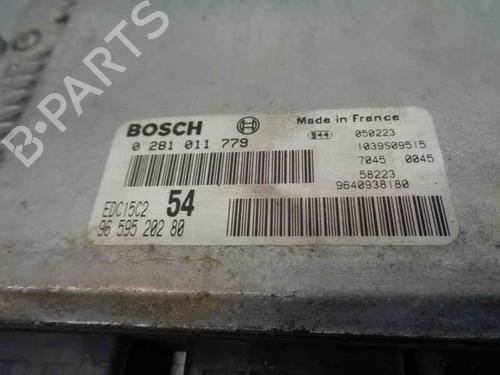 B-PARTS
BOSCH
0 281 011 779
Made in France
S44 050223
1039S09515
7045 0045
58223
9640938180
EDC15C2 54
96 595 202 80